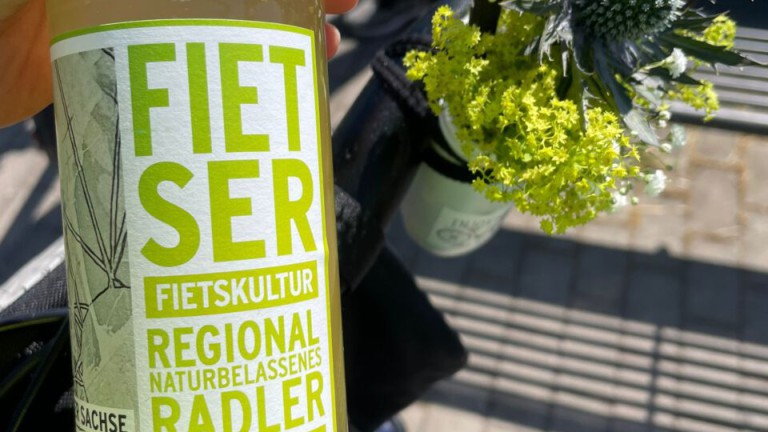 FIET
SER
FIETSKULTUR
REGIONAL
NATURBELASSENES
RADLER
SACHSE